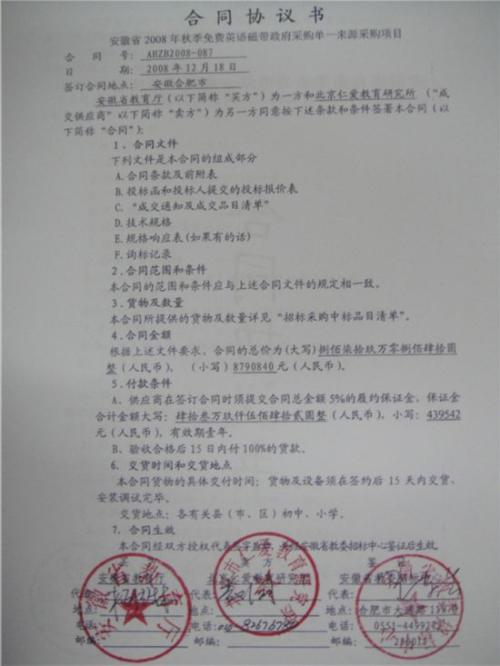 合同协议书
安徽省2008年秋季免费英语磁带政府采购单一来源采购项目
合同号: AHZB2008-087
日期: 2008年12月18日
签订合同地点: 安徽合肥市
安徽省教育厅(以下简称“买方”)为一方和北京仁爱教育研究所(“成
交供应商”以下简称“卖方”)为另一方同意按下述条款和条件签署本合同(以
下简称“合同”):
1、合同文件
下列文件是本合同的组成部分
A.合同条款及前附表
B.投标函和投标人提交的投标报价表
C.“成交通知及成交品目清单”
D.技术规格
E.规格响应表(如果有的话)
F.询标记录
2.合同范围和条件
本合同的范围和条件应与上述合同文件的规定相一致。
3.货物及数量
本合同所提供的货物及数量详见“招标采购中标品目清单”。
4.合同金额
根据上述文件要求，合同的总价为(大写)捌佰柒拾玖万零捌佰肆拾圆
整(人民币)，(小写)8790840元(人民币)。
5.付款条件
A、供应商在签订合同时须提交合同总金额5%的履约保证金，保证金
合计金额大写：肆拾叁万玖仟伍佰肆拾贰圆整(人民币)，小写：439542
元(人民币)，有效期壹年。
B、验收合格后15日内付100%的货款。
6、交货时间和交货地点
本合同货物的具体交付时间：货物及设备须在签约后15天内交货、
安装调试完毕。
交货地点：各有关县(市、区)初中、小学。
7、合同生效
本合同经双方授权代表签字盖章，并经安徽省教委招标中心签证后生效。
安徽省教育厅 北京仁爱教育研究所
代表: 代表: 代表:
地点: 地点: 地点:
电话: 电话: 电话: 0551-
邮编: 邮编: 邮编: